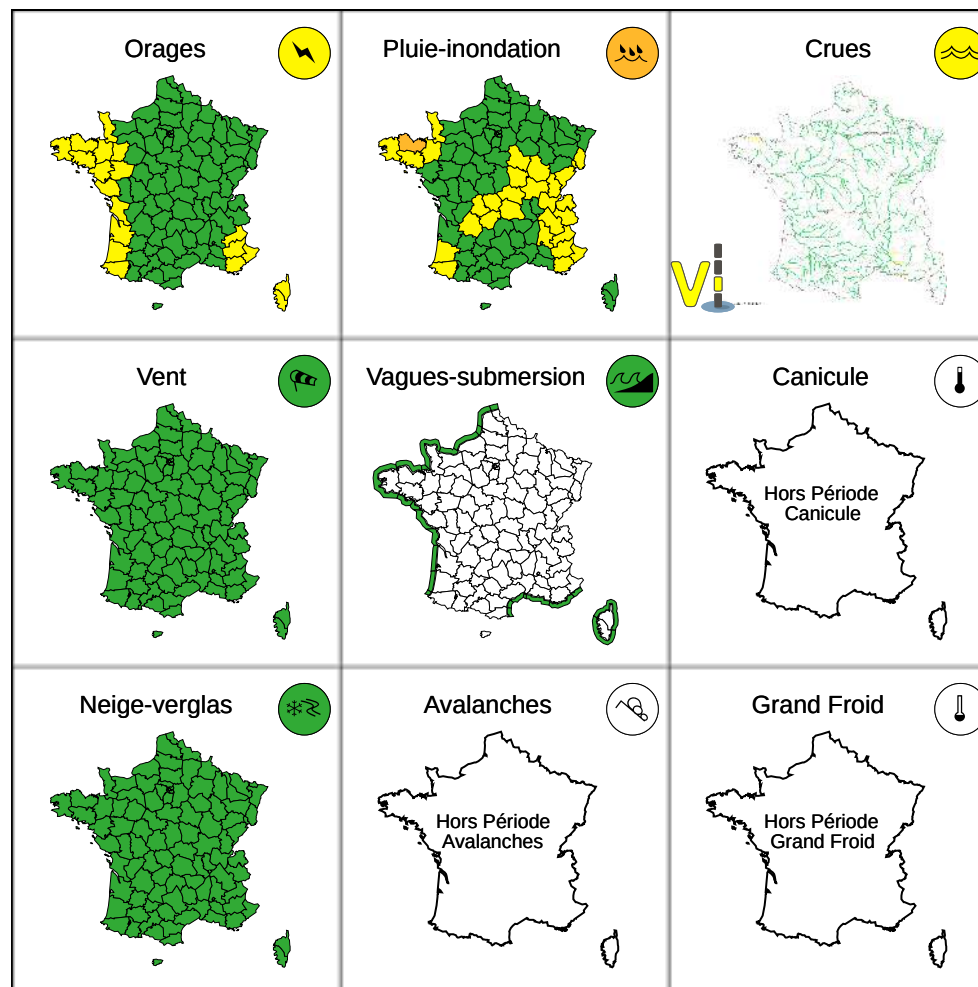 Orages
Pluie-inondation
Crues
Vi
Vent
Vagues-submersion
Canicule
Hors Période
Canicule
Neige-verglas
Avalanches
Hors Période
Avalanches
Grand Froid
Hors Période
Grand Froid